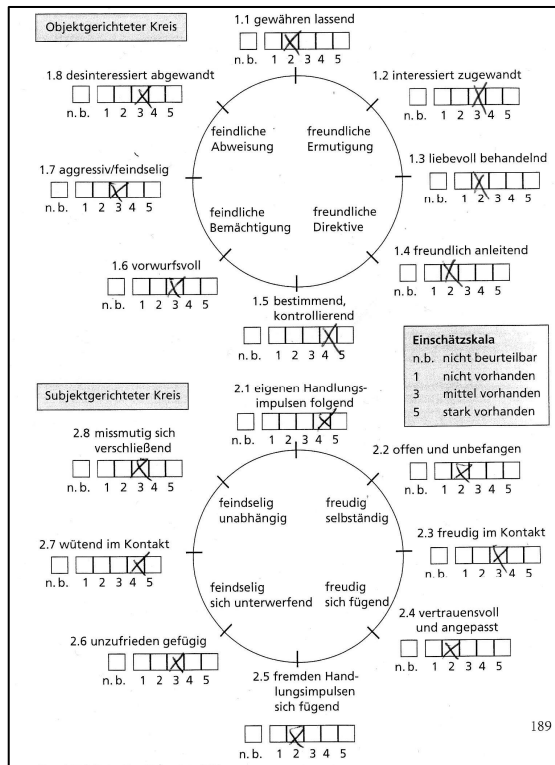 Objektgerichteter Kreis
1.1 gewähren lassend
n. b. 1 2 3 4 5
1.8 desinteressiert abgewandt
n. b. 1 2 3 4 5
1.2 interessiert zugewandt
n. b. 1 2 3 4 5
feindliche
Abweisung
freundliche
Ermutigung
1.7 aggressiv/feindselig
n. b. 1 2 3 4 5
1.3 liebevoll behandelnd
n. b. 1 2 3 4 5
feindliche
Bemächtigung
freundliche
Direktive
1.6 vorwurfsvoll
n. b. 1 2 3 4 5
1.4 freundlich anleitend
n. b. 1 2 3 4 5
1.5 bestimmend,
kontrollierend
n. b. 1 2 3 4 5
Einschätzskala
n.b. nicht beurteilbar
1 nicht vorhanden
3 mittel vorhanden
5 stark vorhanden
Subjektgerichteter Kreis
2.1 eigenen Handlungs-
impulsen folgend
n. b. 1 2 3 4 5
2.8 missmutig sich
verschließend
n. b. 1 2 3 4 5
2.2 offen und unbefangen
n. b. 1 2 3 4 5
feindselig
unabhängig
freudig
selbständig
2.7 wütend im Kontakt
n. b. 1 2 3 4 5
2.3 freudig im Kontakt
n. b. 1 2 3 4 5
feindselig
sich unterwerfend
freudig
sich fügend
2.6 unzufrieden gefügig
n. b. 1 2 3 4 5
2.4 vertrauensvoll
und angepasst
n. b. 1 2 3 4 5
2.5 fremden Hand-
lungsimpulsen
sich fügend
n. b. 1 2 3 4 5
189